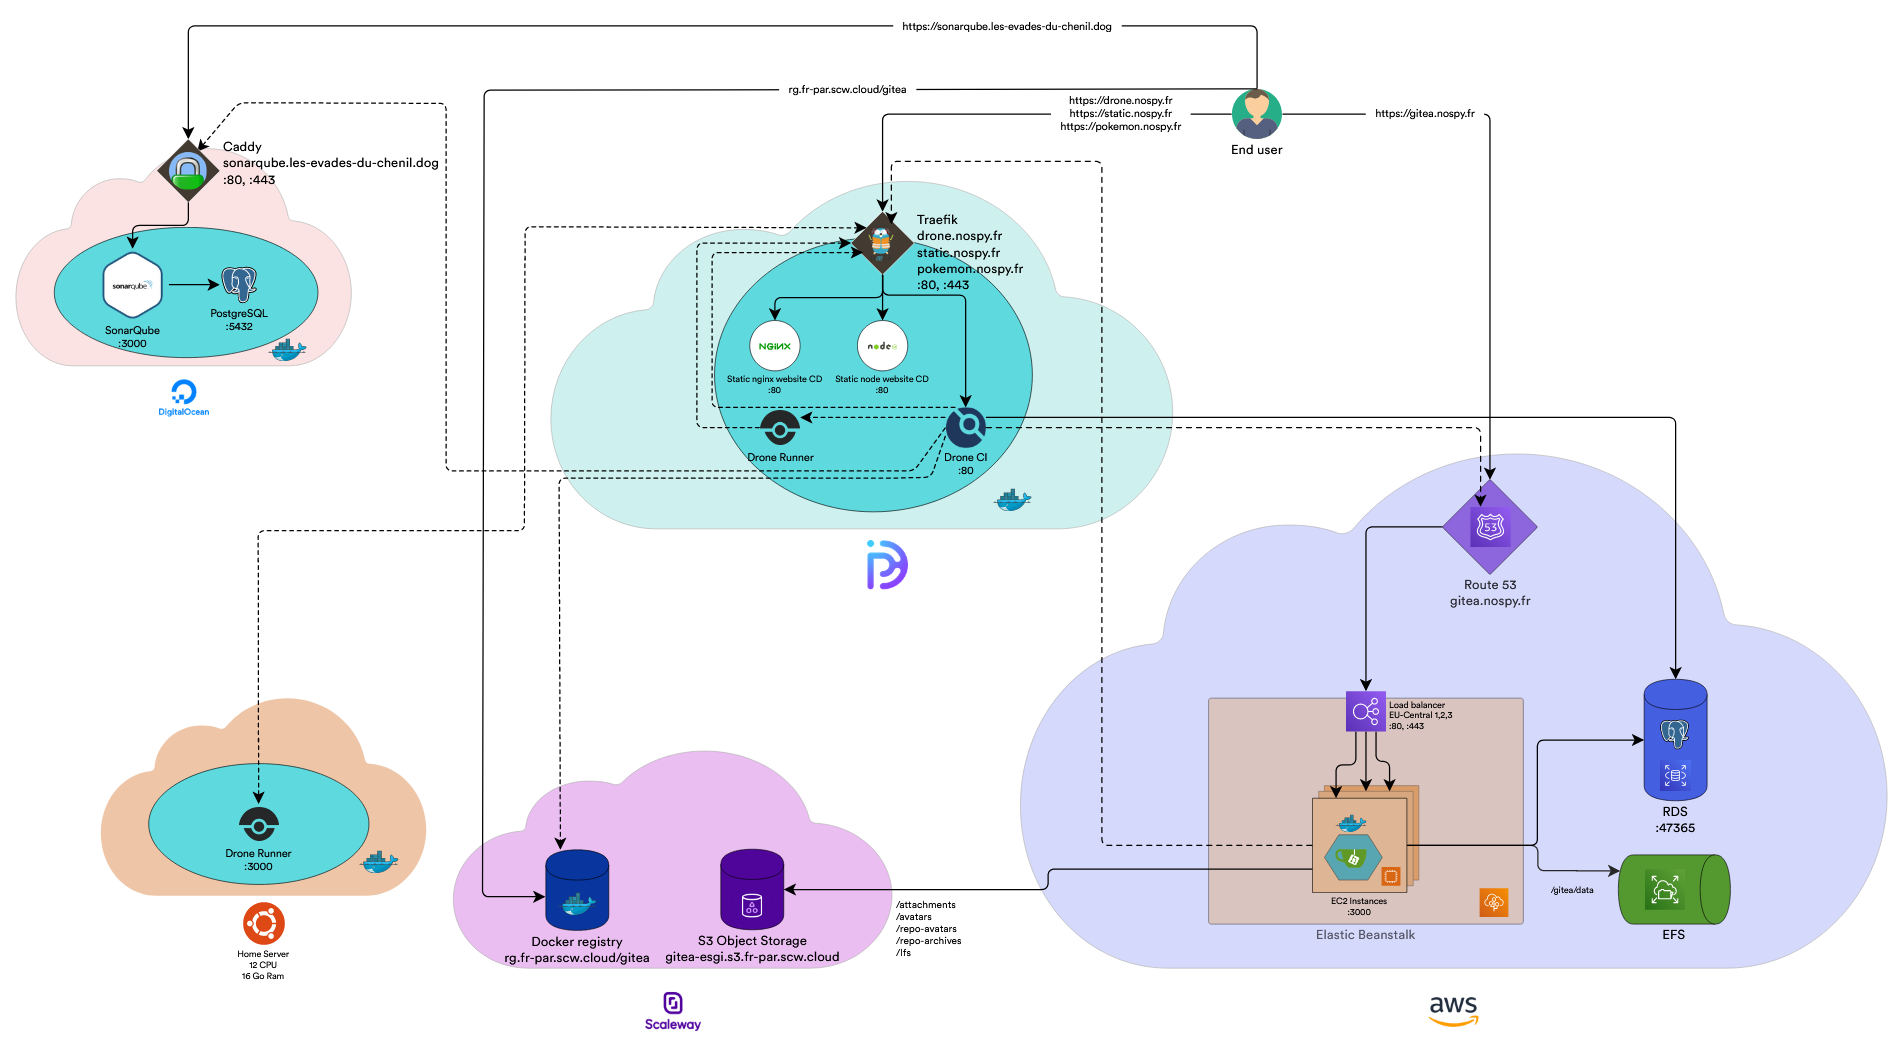 https://sonarqube.les-evades-du-chenil.dog
rg.fr-par.scw.cloud/gitea
https://drone.nospy.fr
https://static.nospy.fr
https://pokemon.nospy.fr
https://gitea.nospy.fr
End user
Caddy
sonarqube.les-evades-du-chenil.dog
:80, :443
sonarqube
SonarQube
:3000
PostgreSQL
:5432
DigitalOcean
Traefik
drone.nospy.fr
static.nospy.fr
pokemon.nospy.fr
:80, :443
NGINX
Static nginx website CD
:80
node
Static node website CD
:80
Drone Runner
Drone CI
:80
53
Route 53
gitea.nospy.fr
Load balancer
EU-Central 1,2,3
:80, :443
EC2 Instances
:3000
Elastic Beanstalk
RDS
:47365
/gitea/data
EFS
aws
Drone Runner
:3000
Home Server
12 CPU
16 Go Ram
Docker registry
rg.fr-par.scw.cloud/gitea
S3 Object Storage
gitea-esgi.s3.fr-par.scw.cloud
/attachments
/avatars
/repo-avatars
/repo-archives
/lfs
Scaleway